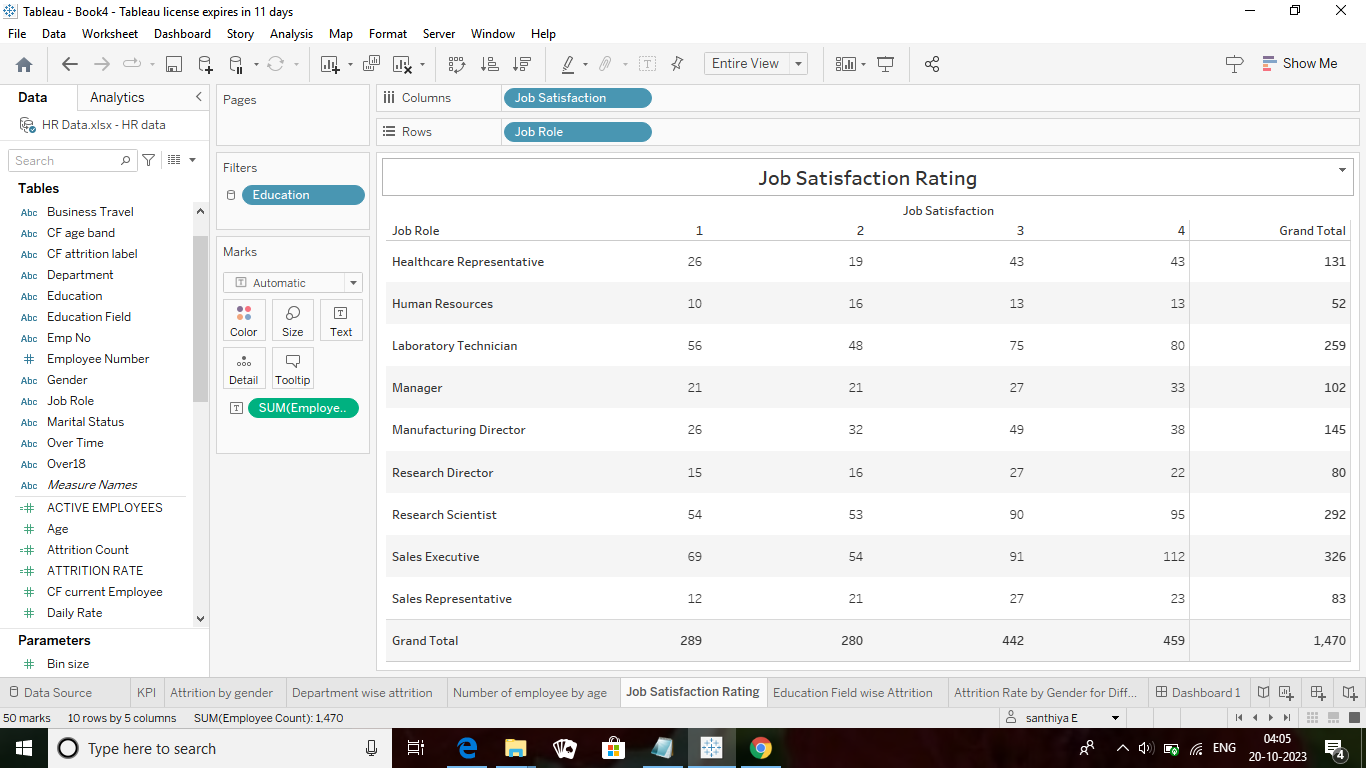 Tableau - Book4 - Tableau license expires in 11 days
File Data Worksheet Dashboard Story Analysis Map Format Server Window Help
Entire View Show Me
Data Analytics
HR Data.xlsx - HR data
Search
Tables
Abc Business Travel
Abc CF age band
Abc CF attrition label
Abc Department
Abc Education
Abc Education Field
Abc Emp No
# Employee Number
Abc Gender
Abc Job Role
Abc Marital Status
Abc Over Time
Abc Over18
Abc Measure Names
=# ACTIVE EMPLOYEES
# Age
=# Attrition Count
=# ATTRITION RATE
# CF current Employee
# Daily Rate
Parameters
# Bin size
Pages
Filters
Education
Marks
T Automatic
Color Size Text
Detail Tooltip
T SUM(Employe..
Columns Job Satisfaction
Rows Job Role
Job Satisfaction Rating
Job Satisfaction
Job Role 1 2 3 4 Grand Total
Healthcare Representative 26 19 43 43 131
Human Resources 10 16 13 13 52
Laboratory Technician 56 48 75 80 259
Manager 21 21 27 33 102
Manufacturing Director 26 32 49 38 145
Research Director 15 16 27 22 80
Research Scientist 54 53 90 95 292
Sales Executive 69 54 91 112 326
Sales Representative 12 21 27 23 83
Grand Total 289 280 442 459 1,470
Data Source KPI Attrition by gender Department wise attrition Number of employee by age Job Satisfaction Rating Education Field wise Attrition Attrition Rate by Gender for Diff... Dashboard 1
50 marks 10 rows by 5 columns SUM(Employee Count): 1,470 santhiya E
Type here to search ENG 04:05
20-10-2023 4